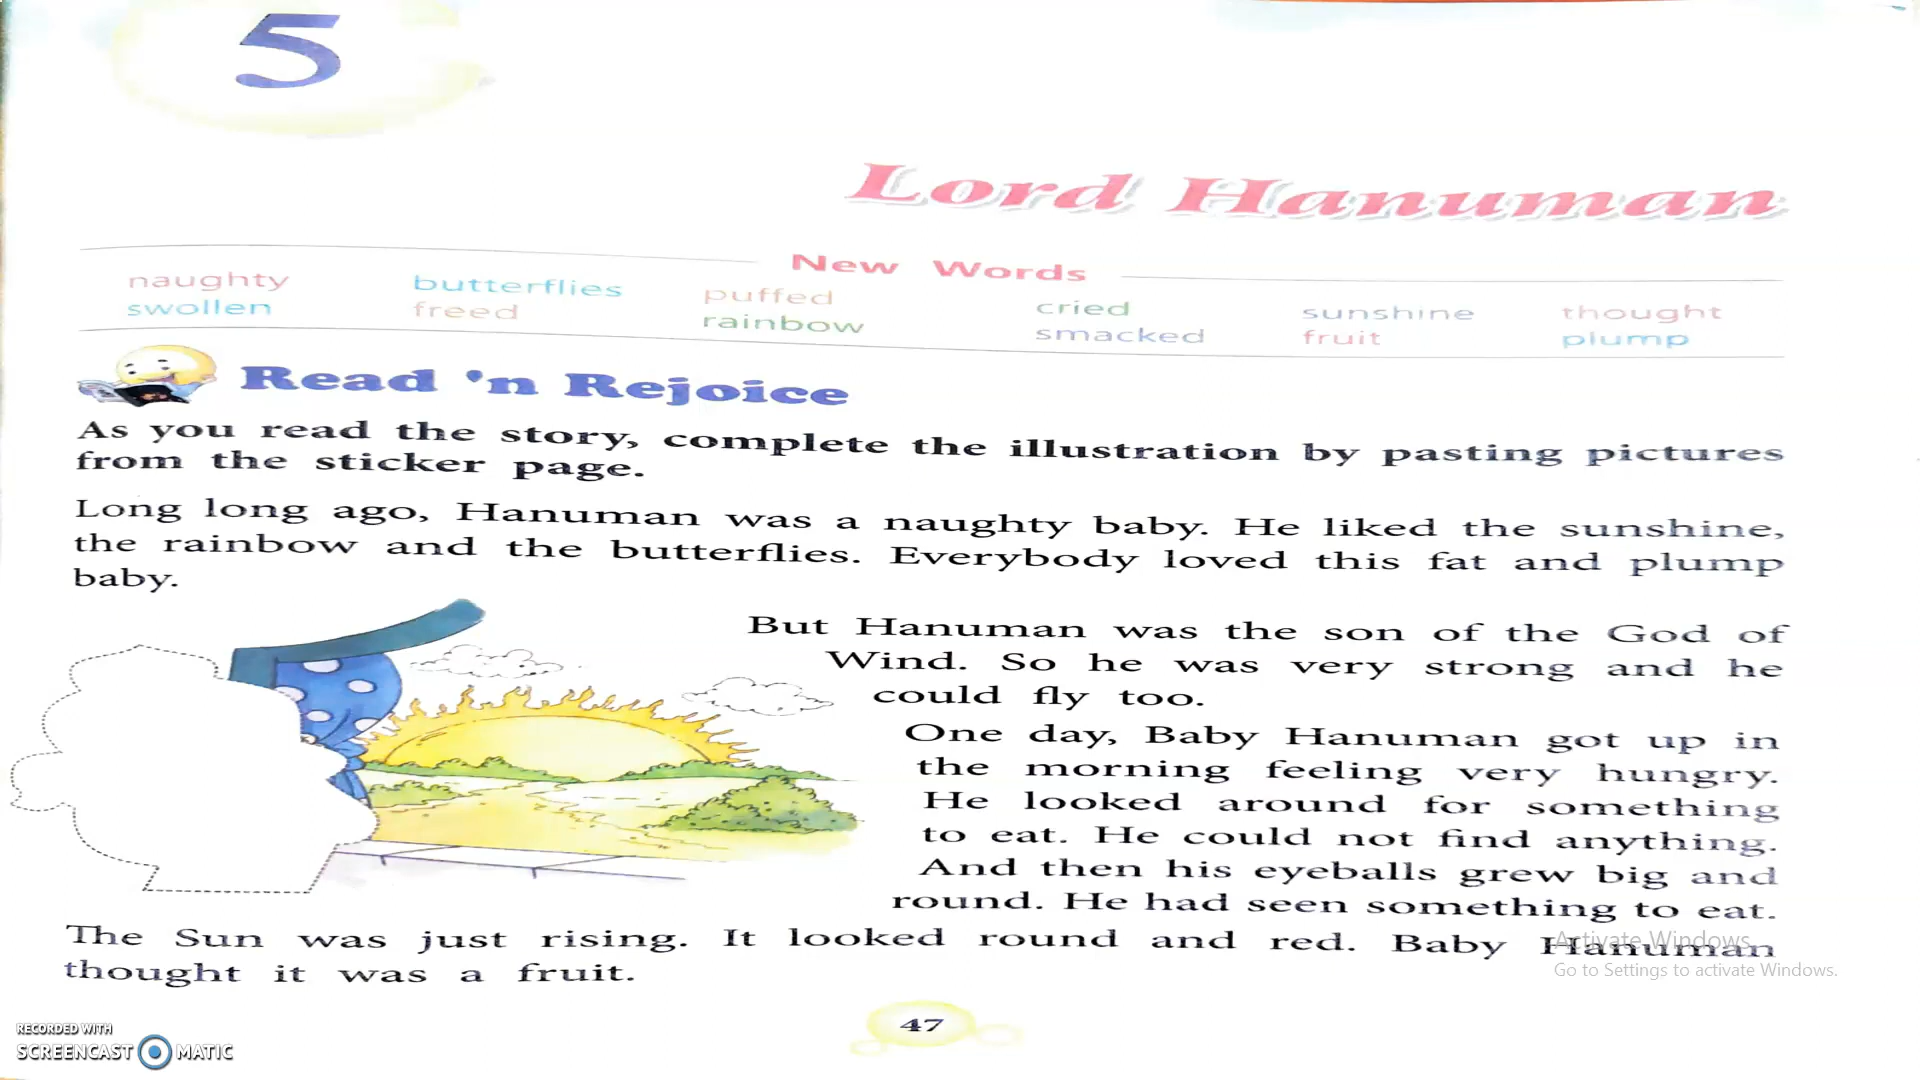 5
Lord Hanuman
New Words
naughty butterflies puffed cried sunshine thought
swollen freed rainbow smacked fruit plump
Read 'n Rejoice
As you read the story, complete the illustration by pasting pictures
from the sticker page.
Long long ago, Hanuman was a naughty baby. He liked the sunshine,
the rainbow and the butterflies. Everybody loved this fat and plump
baby.
But Hanuman was the son of the God of
Wind. So he was very strong and he
could fly too.
One day, Baby Hanuman got up in
the morning feeling very hungry.
He looked around for something
to eat. He could not find anything.
And then his eyeballs grew big and
round. He had seen something to eat.
The Sun was just rising. It looked round and red. Baby Hanuman
thought it was a fruit.
Activate Windows
Go to Settings to activate Windows.
47
RECORDED WITH
SCREENCAST MATIC